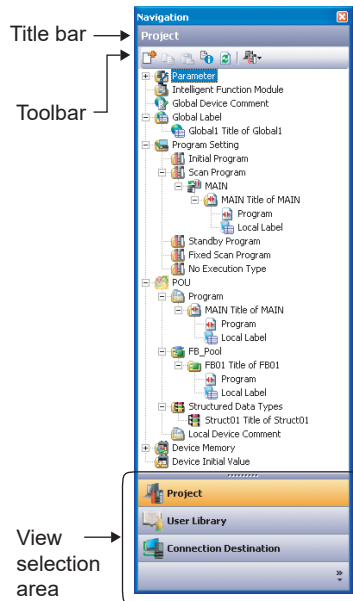 Navigation
Title bar
Project
Toolbar
Parameter
Intelligent Function Module
Global Device Comment
Global Label
Global1 Title of Global1
Program Setting
Initial Program
Scan Program
MAIN
MAIN Title of MAIN
Program
Local Label
Standby Program
Fixed Scan Program
No Execution Type
POU
Program
MAIN Title of MAIN
Program
Local Label
FB_Pool
FB01 Title of FB01
Program
Local Label
Structured Data Types
Struct01 Title of Struct01
Local Device Comment
Device Memory
Device Initial Value
Project
User Library
Connection Destination
View
selection
area